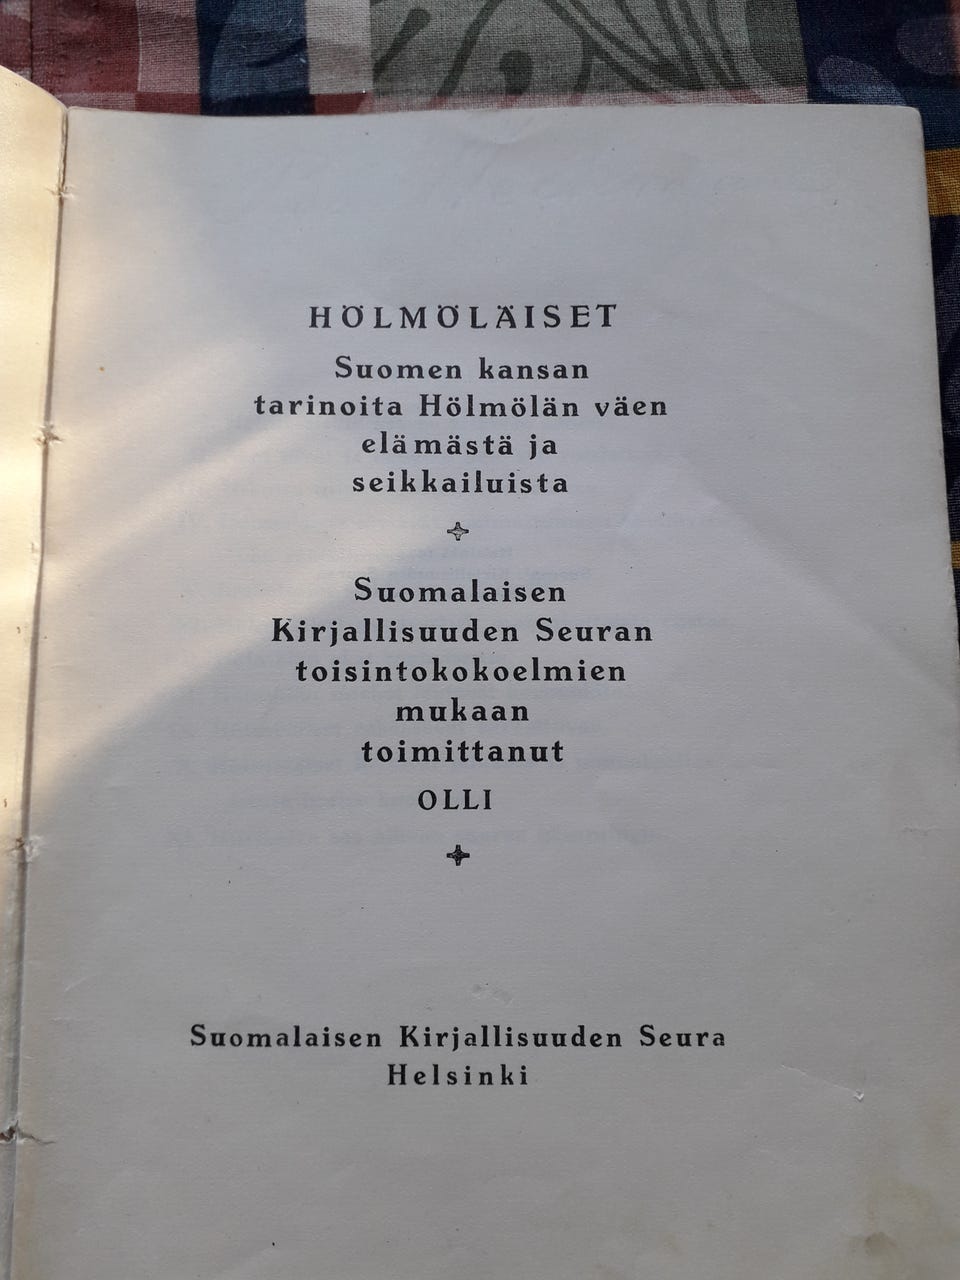 HÖLMÖLÄISET
Suomen kansan
tarinoita Hölmölän väen
elämästä ja
seikkailuista
Suomalaisen
Kirjallisuuden Seuran
toisintokokoelmien
mukaan
toimittanut
OLLI
Suomalaisen Kirjallisuuden Seura
Helsinki